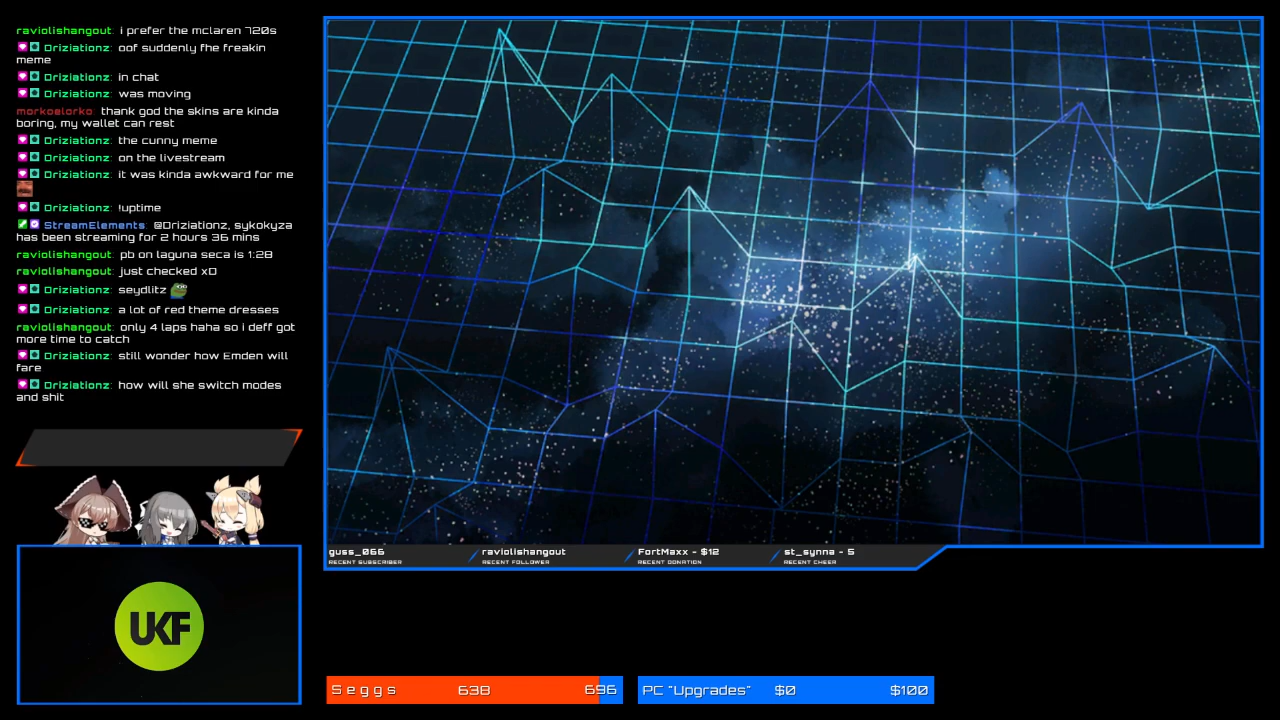 raviolishangout: i prefer the mclaren 720s
Driziationz: oof suddenly fhe freakin
meme
Driziationz: in chat
Driziationz: was moving
morkoelorko: thank god the skins are kinda
boring, my wallet can rest
Driziationz: the cunny meme
Driziationz: on the livestream
Driziationz: it was kinda awkward for me
Driziationz: !uptime
StreamElements: @Driziationz, sykokyza
has been streaming for 2 hours 36 mins
raviolishangout: pb on laguna seca is 1:28
raviolishangout: just checked xD
Driziationz: seydlitz
Driziationz: a lot of red theme dresses
raviolishangout: only 4 laps haha so i deff got
more time to catch
Driziationz: still wonder how Emden will
fare
Driziationz: how will she switch modes
and shit
guss_066
RECENT SUBSCRIBER
raviolishangout
RECENT FOLLOWER
FortMaxx - $12
RECENT DONATION
st_synna - 5
RECENT CHEER
UKF
Seggs 638 696
PC "Upgrades" $0 $100